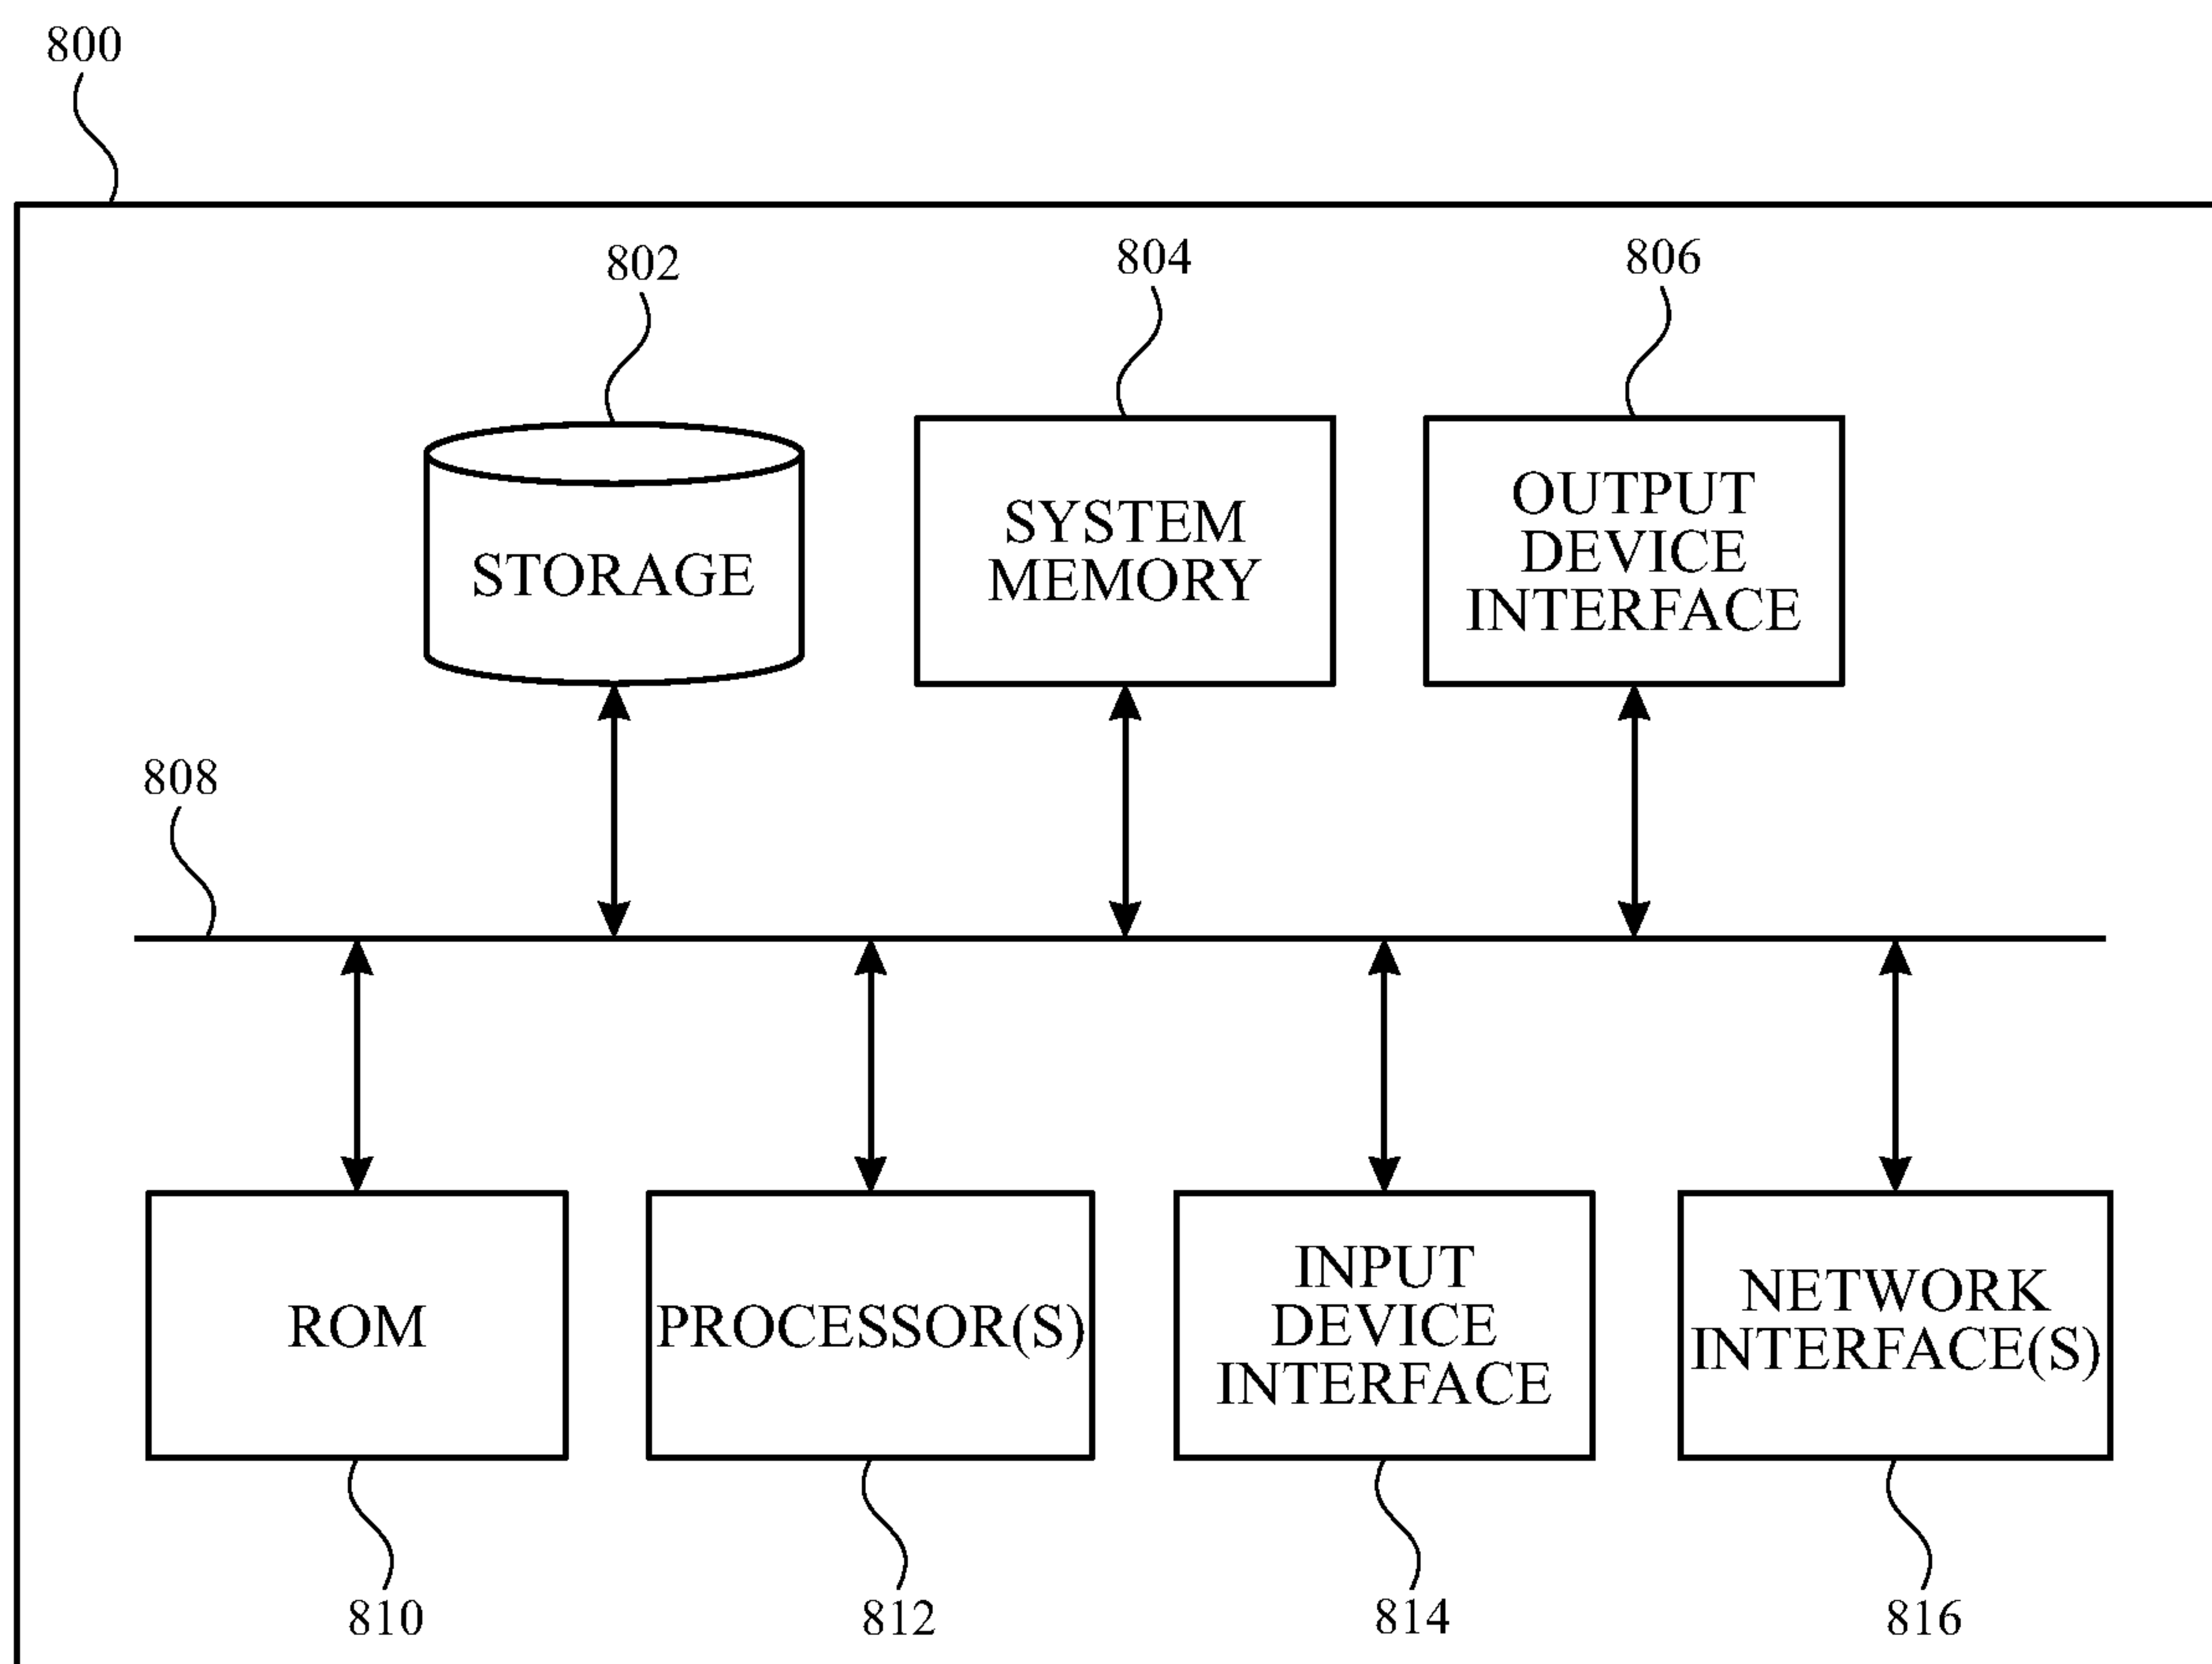 800
802
804
806
STORAGE
SYSTEM
MEMORY
OUTPUT
DEVICE
INTERFACE
808
ROM
PROCESSOR(S)
INPUT
DEVICE
INTERFACE
NETWORK
INTERFACE(S)
810
812
814
816